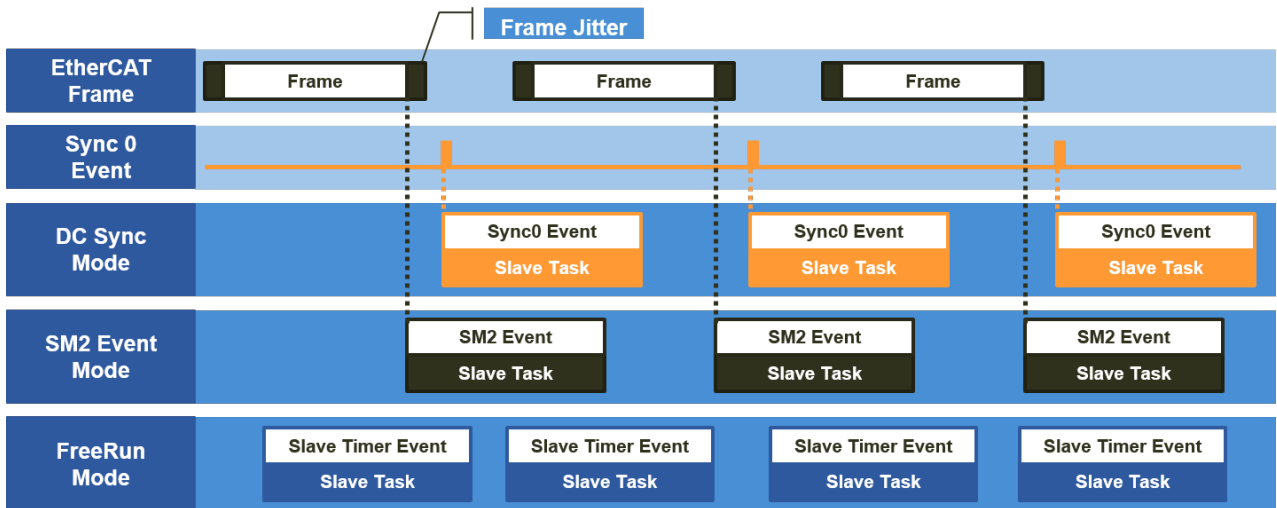 Frame Jitter
EtherCAT
Frame
Frame
Frame
Frame
Sync 0
Event
DC Sync
Mode
Sync0 Event
Slave Task
Sync0 Event
Slave Task
Sync0 Event
Slave Task
SM2 Event
Mode
SM2 Event
Slave Task
SM2 Event
Slave Task
SM2 Event
Slave Task
FreeRun
Mode
Slave Timer Event
Slave Task
Slave Timer Event
Slave Task
Slave Timer Event
Slave Task
Slave Timer Event
Slave Task